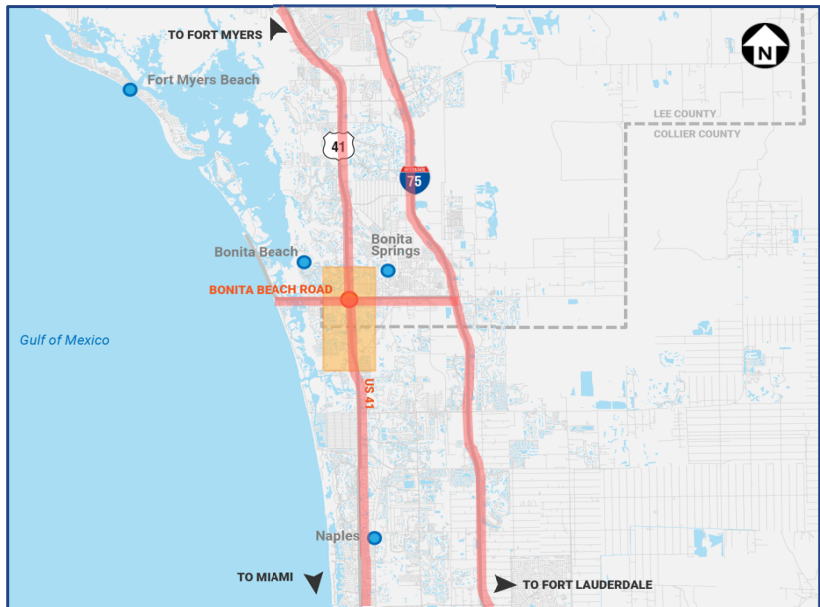 TO FORT MYERS
N
Fort Myers Beach
LEE COUNTY
COLLIER COUNTY
41
INTERSTATE
75
Bonita
Springs
Bonita Beach
BONITA BEACH ROAD
Gulf of Mexico
US 41
Naples
TO MIAMI
TO FORT LAUDERDALE